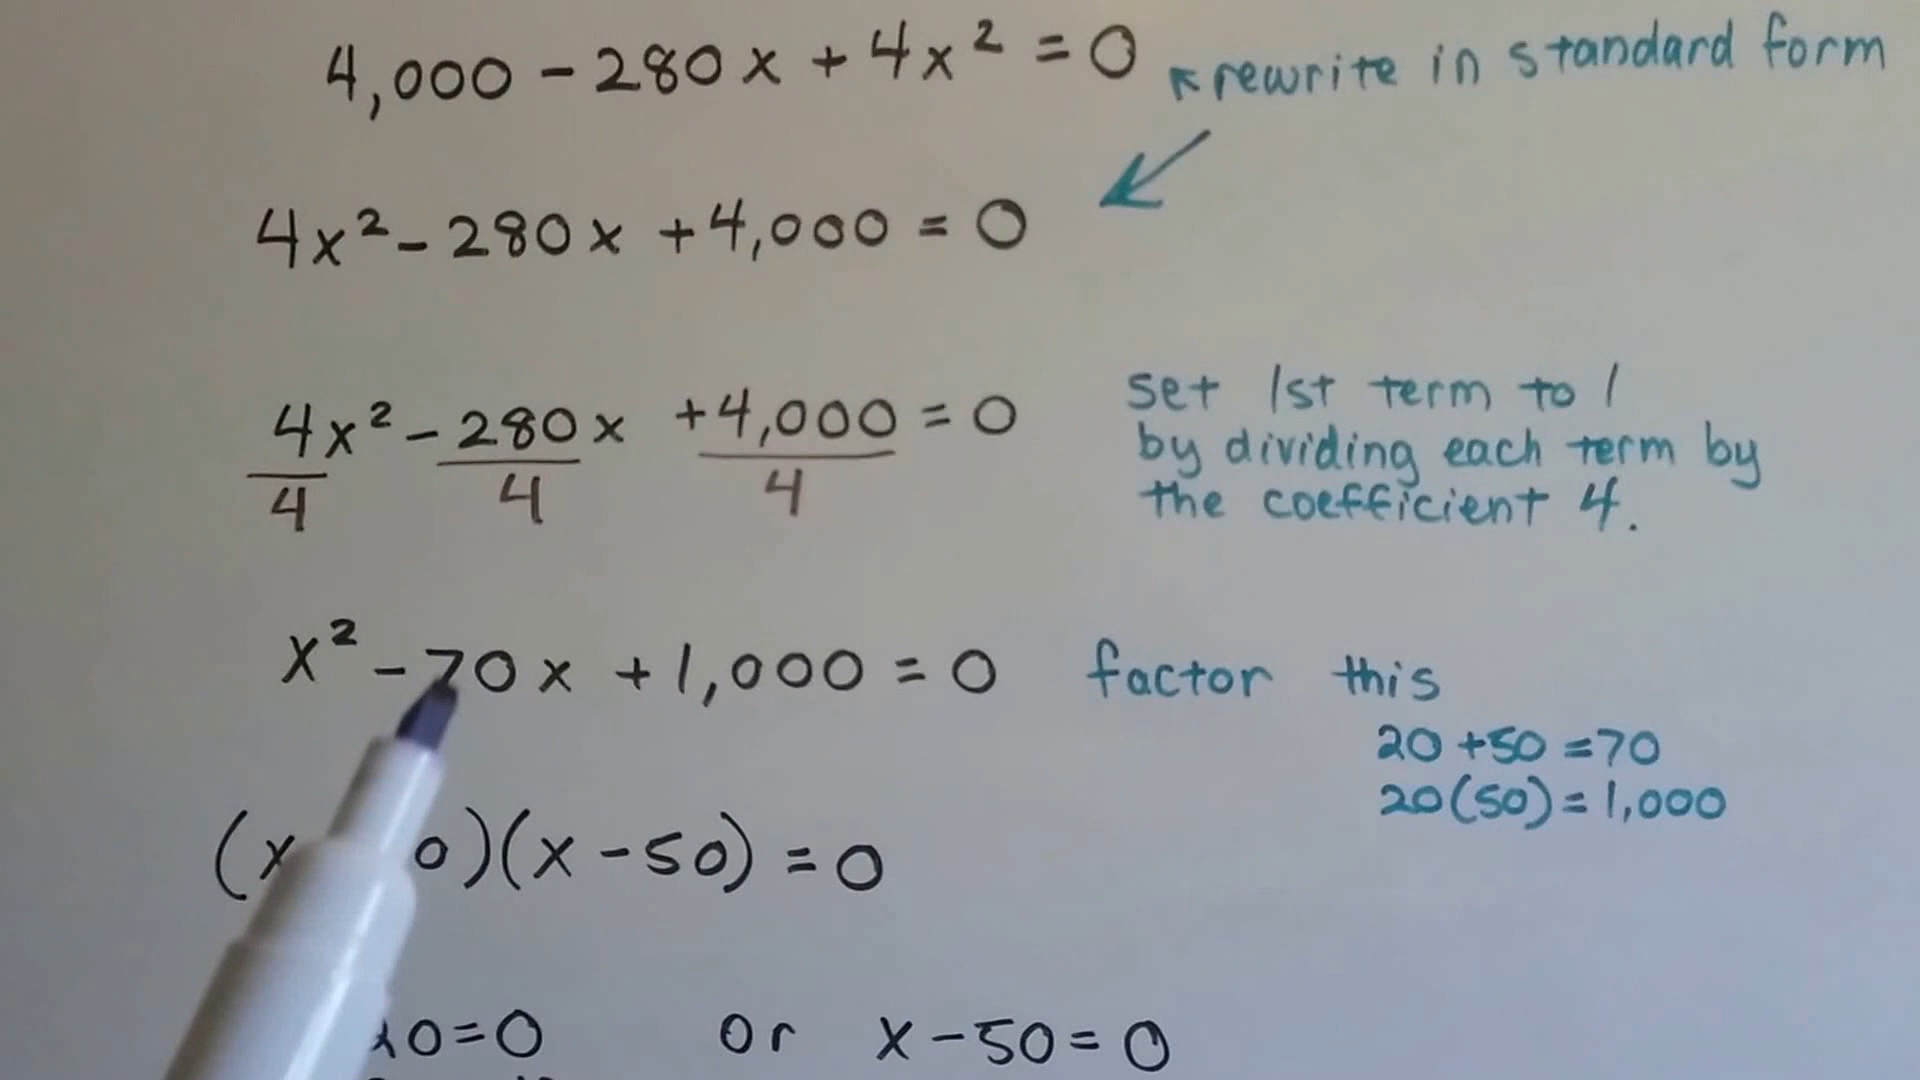 4,000 - 280x + 4x² = 0 rewrite in standard form
4x² - 280x + 4,000 = 0
4x² - 280x + 4,000 = 0 set 1st term to 1
4 4 4 by dividing each term by
the coefficient 4.
x² - 70x + 1,000 = 0 factor this
20 + 50 = 70
20(50) = 1,000
(x 0)(x - 50) = 0
0 = 0 or x - 50 = 0